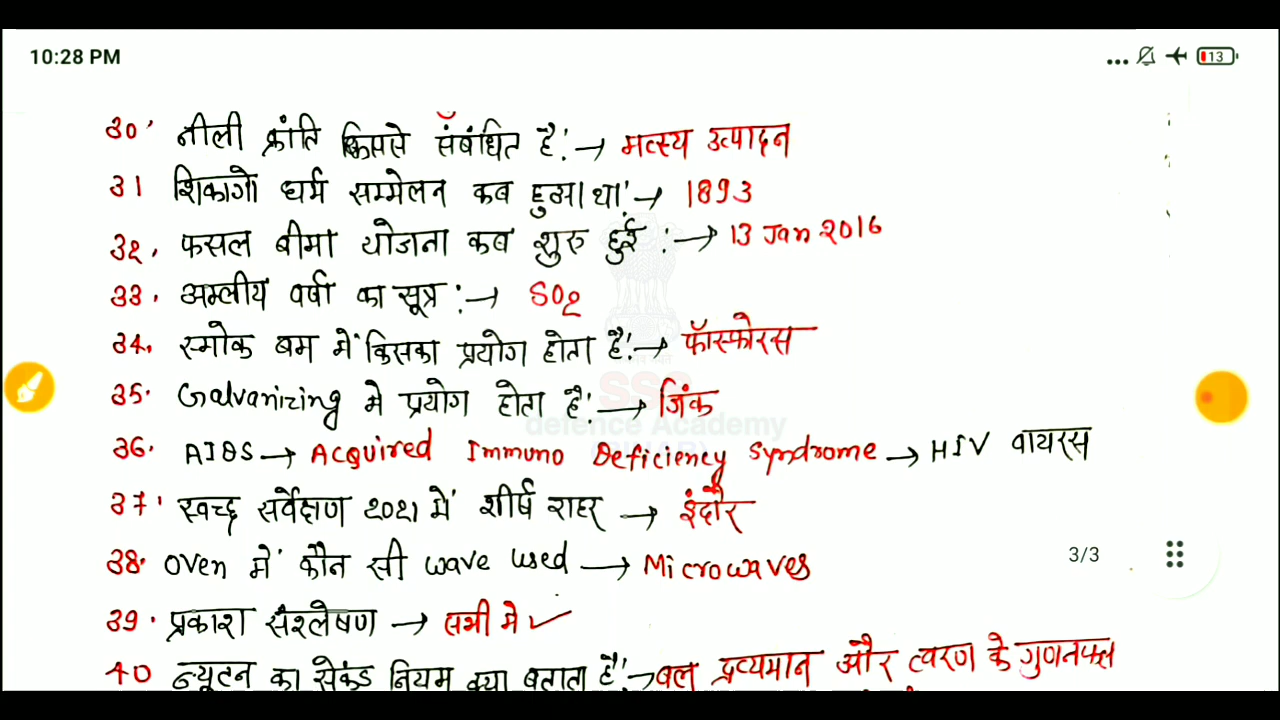 10:28 PM
... 13
30. नीली क्रांति किससे संबंधित है :→ मत्स्य उत्पादन
31 शिकागो धर्म सम्मेलन कब हुआ था :→ 1893
32. फसल बीमा योजना कब शुरु हुई :→ 13 Jan 2016
33. अम्लीय वर्षा का सूत्र :→ SO2
34. स्मोक बम में किसका प्रयोग होता है :→ फॉस्फोरस
35. Galvanizing मे प्रयोग होता है :→ जिंक
SSC
defence Academy
36. AIDS → Acquired Immuno Deficiency Syndrome → HIV वायरस
37. स्वच्छ सर्वेक्षण 2021 में शीर्ष शहर → इंदौर
38. Oven में कौन सी wave used → Microwaves
3/3
39. प्रकाश संश्लेषण → सभी मे ✓
40 न्यूटन का सेकंड नियम क्या बताता है :→ बल द्रव्यमान और त्वरण के गुणनफल